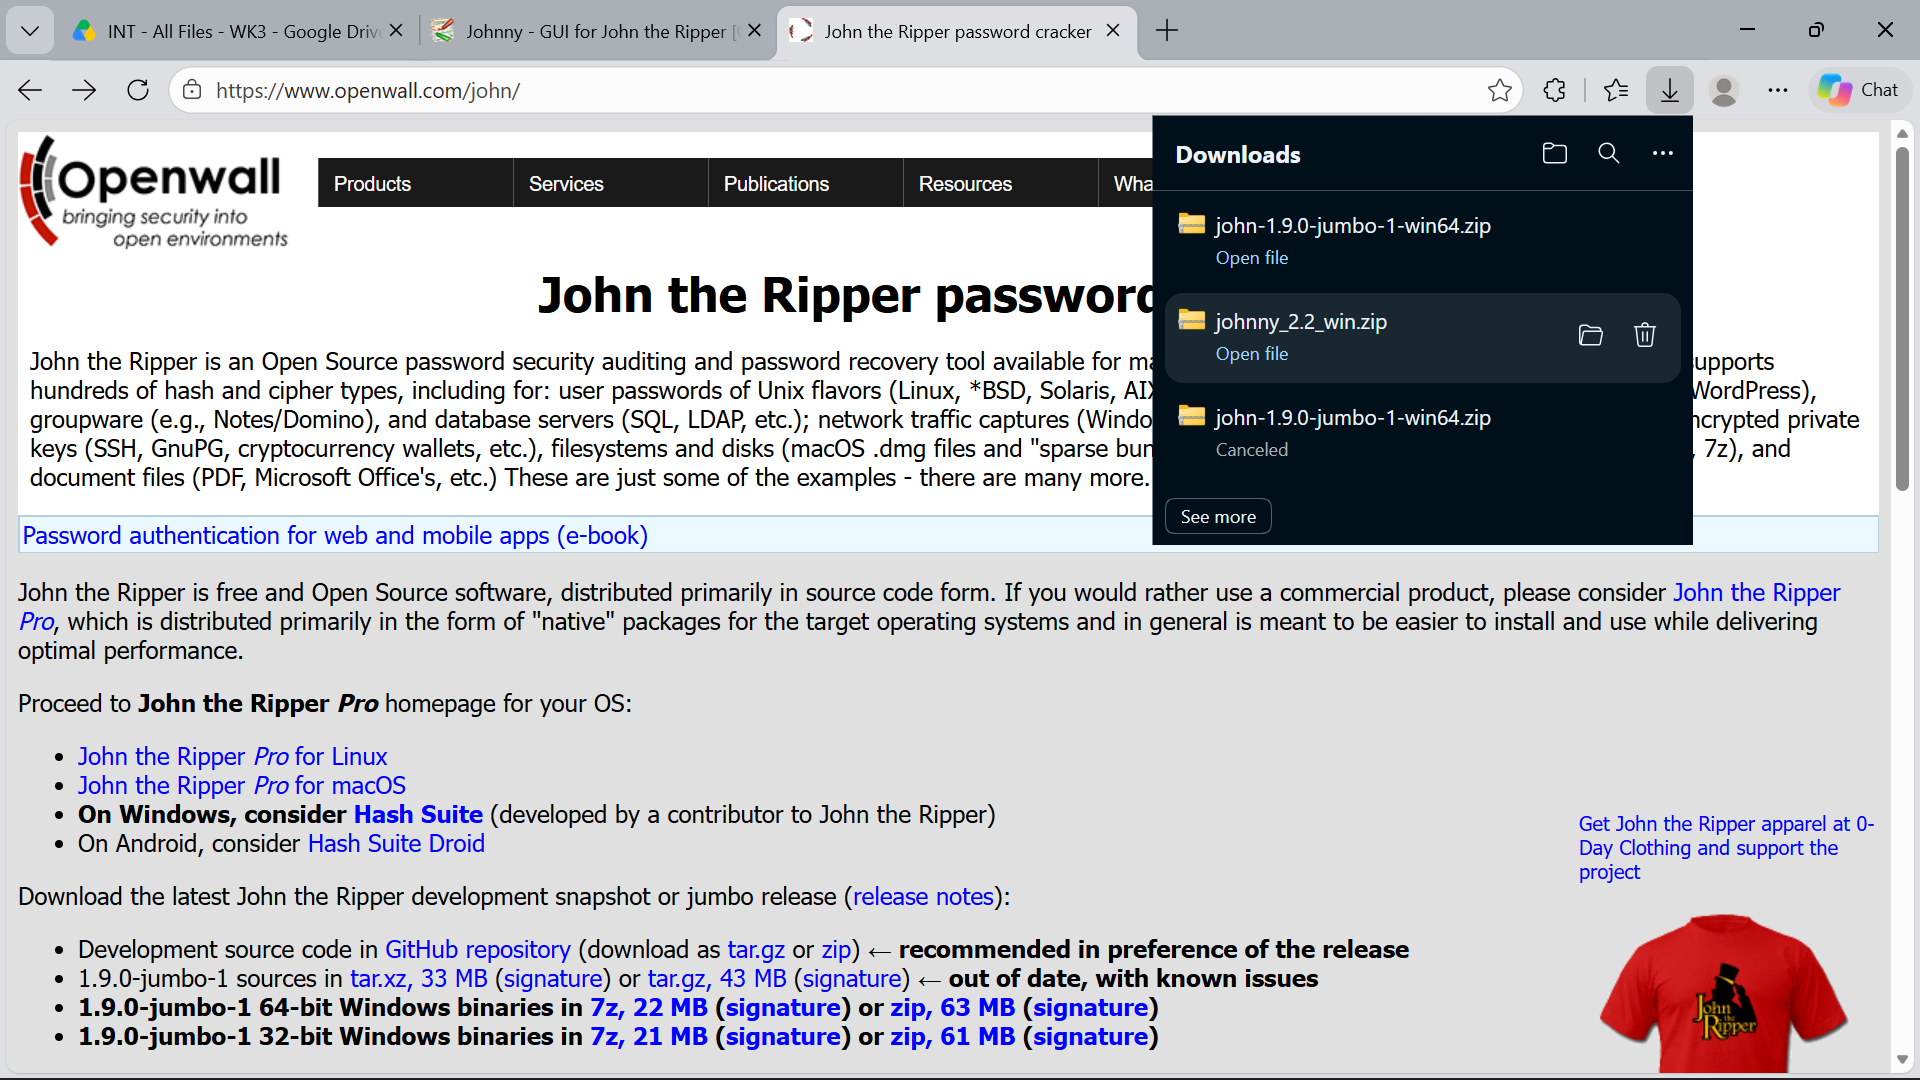 INT - All Files - WK3 - Google Drive
Johnny - GUI for John the Ripper [
John the Ripper password cracker
https://www.openwall.com/john/
Chat
Openwall
bringing security into
open environments
Products
Services
Publications
Resources
Wha
Downloads
john-1.9.0-jumbo-1-win64.zip
Open file
johnny_2.2_win.zip
Open file
john-1.9.0-jumbo-1-win64.zip
Canceled
See more
John the Ripper password
John the Ripper is an Open Source password security auditing and password recovery tool available for ma upports
hundreds of hash and cipher types, including for: user passwords of Unix flavors (Linux, *BSD, Solaris, AIX WordPress),
groupware (e.g., Notes/Domino), and database servers (SQL, LDAP, etc.); network traffic captures (Windo ncrypted private
keys (SSH, GnuPG, cryptocurrency wallets, etc.), filesystems and disks (macOS .dmg files and "sparse bun , 7z), and
document files (PDF, Microsoft Office's, etc.) These are just some of the examples - there are many more.
Password authentication for web and mobile apps (e-book)
John the Ripper is free and Open Source software, distributed primarily in source code form. If you would rather use a commercial product, please consider John the Ripper
Pro, which is distributed primarily in the form of "native" packages for the target operating systems and in general is meant to be easier to install and use while delivering
optimal performance.
Proceed to John the Ripper Pro homepage for your OS:
• John the Ripper Pro for Linux
• John the Ripper Pro for macOS
• On Windows, consider Hash Suite (developed by a contributor to John the Ripper)
• On Android, consider Hash Suite Droid
Get John the Ripper apparel at 0-
Day Clothing and support the
project
Download the latest John the Ripper development snapshot or jumbo release (release notes):
• Development source code in GitHub repository (download as tar.gz or zip) ← recommended in preference of the release
• 1.9.0-jumbo-1 sources in tar.xz, 33 MB (signature) or tar.gz, 43 MB (signature) ← out of date, with known issues
• 1.9.0-jumbo-1 64-bit Windows binaries in 7z, 22 MB (signature) or zip, 63 MB (signature)
• 1.9.0-jumbo-1 32-bit Windows binaries in 7z, 21 MB (signature) or zip, 61 MB (signature)
John
the
Ripper